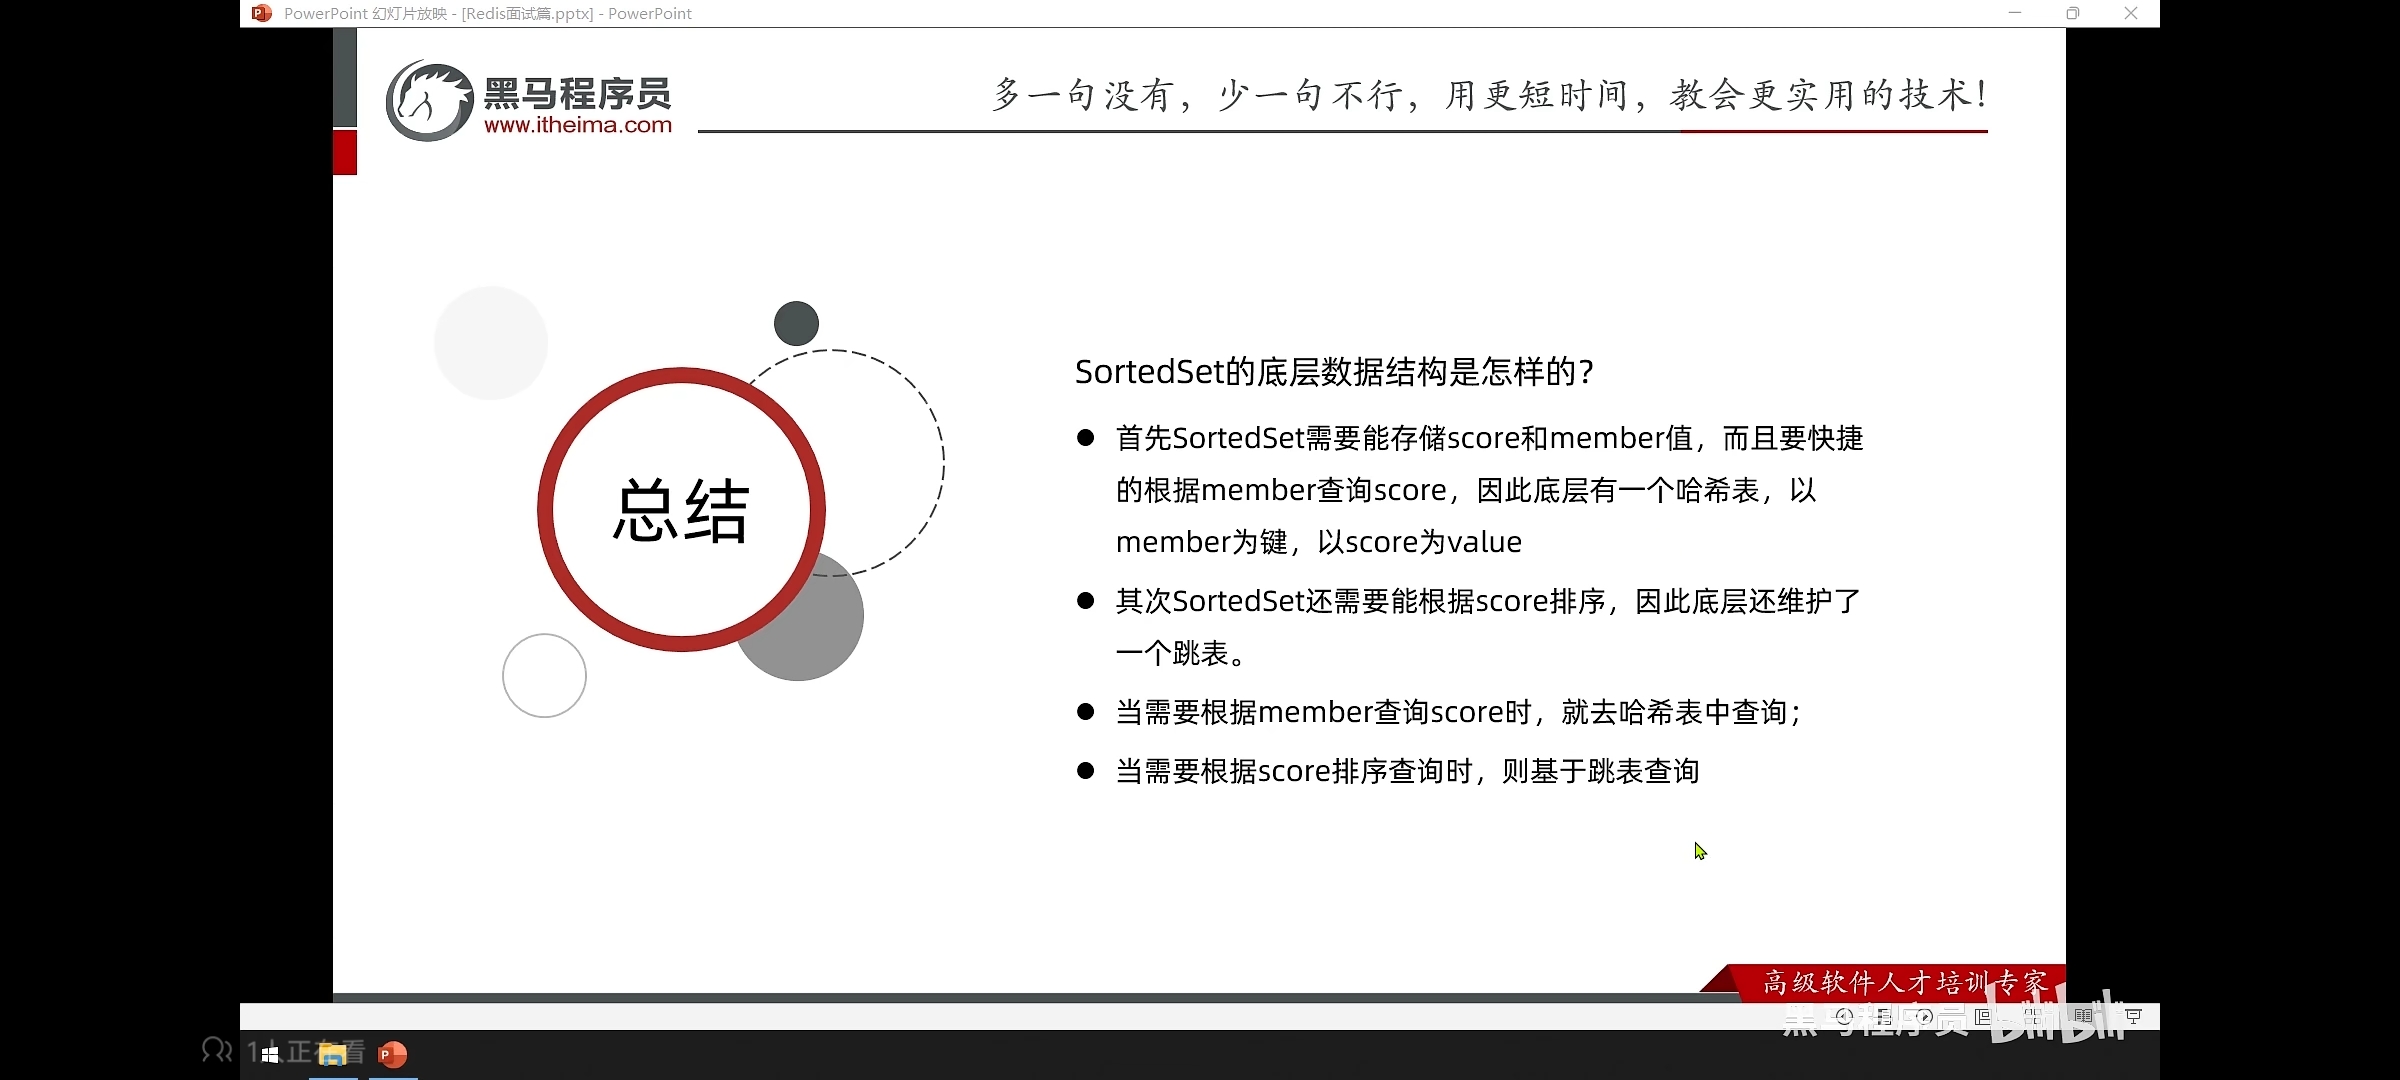 PowerPoint 幻灯片放映 - [Redis面试篇.pptx] - PowerPoint
黑马程序员
www.itheima.com
多一句没有，少一句不行，用更短时间，教会更实用的技术！
总结
SortedSet的底层数据结构是怎样的？
● 首先SortedSet需要能存储score和member值，而且要快捷
的根据member查询score，因此底层有一个哈希表，以
member为键，以score为value
● 其次SortedSet还需要能根据score排序，因此底层还维护了
一个跳表。
● 当需要根据member查询score时，就去哈希表中查询；
● 当需要根据score排序查询时，则基于跳表查询
高级软件人才培训专家
黑马程序员 bilibili
1人正在看